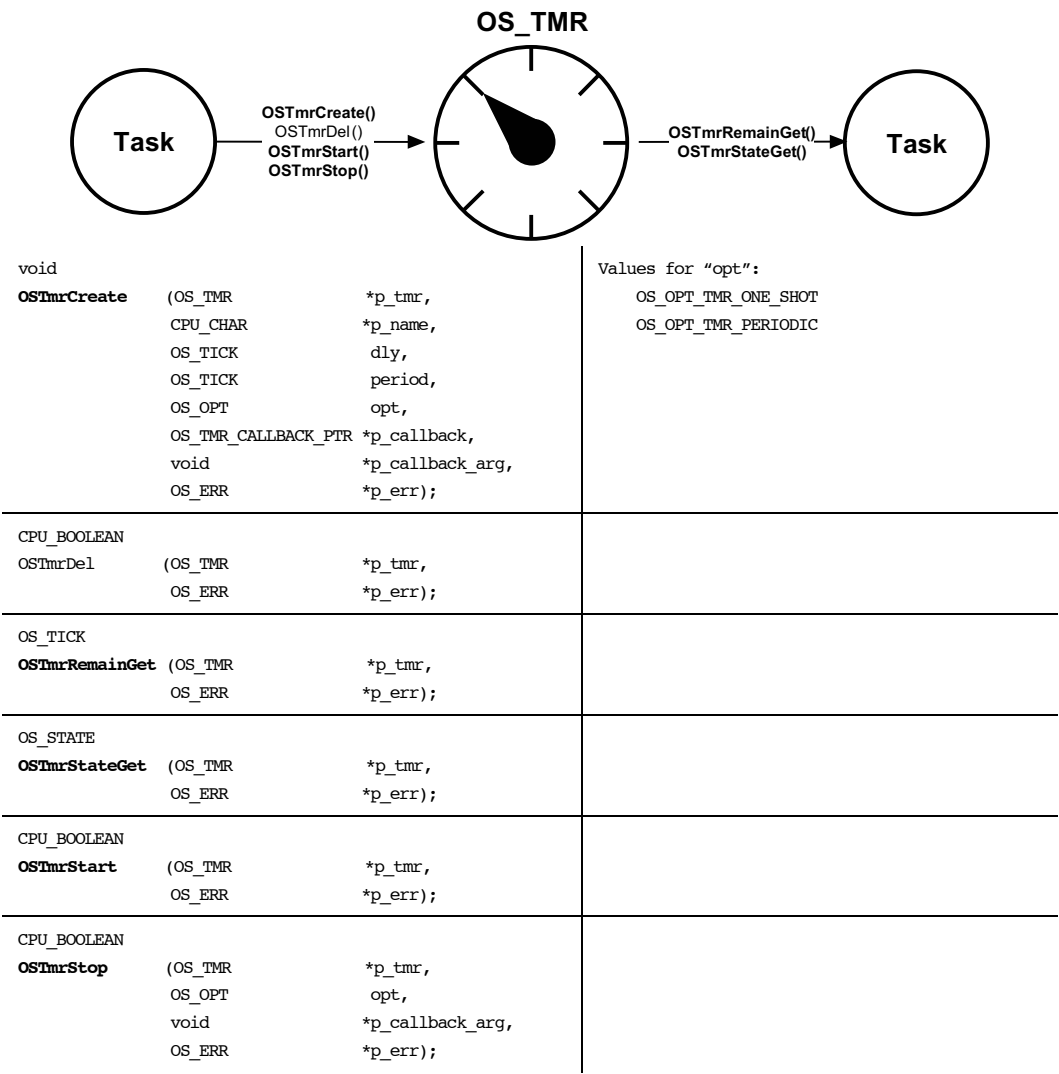 OS_TMR
Task
OSTmrCreate()
OSTmrDel()
OSTmrStart()
OSTmrStop()
OSTmrRemainGet()
OSTmrStateGet()
Task
void
OSTmrCreate (OS_TMR *p_tmr,
CPU_CHAR *p_name,
OS_TICK dly,
OS_TICK period,
OS_OPT opt,
OS_TMR_CALLBACK_PTR *p_callback,
void *p_callback_arg,
OS_ERR *p_err);
Values for “opt”:
OS_OPT_TMR_ONE_SHOT
OS_OPT_TMR_PERIODIC
CPU_BOOLEAN
OSTmrDel (OS_TMR *p_tmr,
OS_ERR *p_err);
OS_TICK
OSTmrRemainGet (OS_TMR *p_tmr,
OS_ERR *p_err);
OS_STATE
OSTmrStateGet (OS_TMR *p_tmr,
OS_ERR *p_err);
CPU_BOOLEAN
OSTmrStart (OS_TMR *p_tmr,
OS_ERR *p_err);
CPU_BOOLEAN
OSTmrStop (OS_TMR *p_tmr,
OS_OPT opt,
void *p_callback_arg,
OS_ERR *p_err);